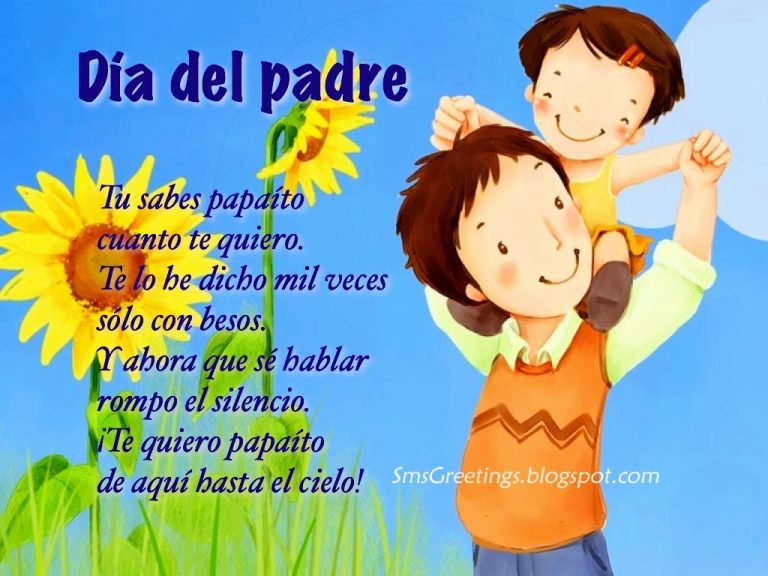 Día del padre
Tu sabes papaíto
cuanto te quiero.
Te lo he dicho mil veces
sólo con besos.
Y ahora que sé hablar
rompo el silencio.
¡Te quiero papaíto
de aquí hasta el cielo!
SmsGreetings.blogspot.com